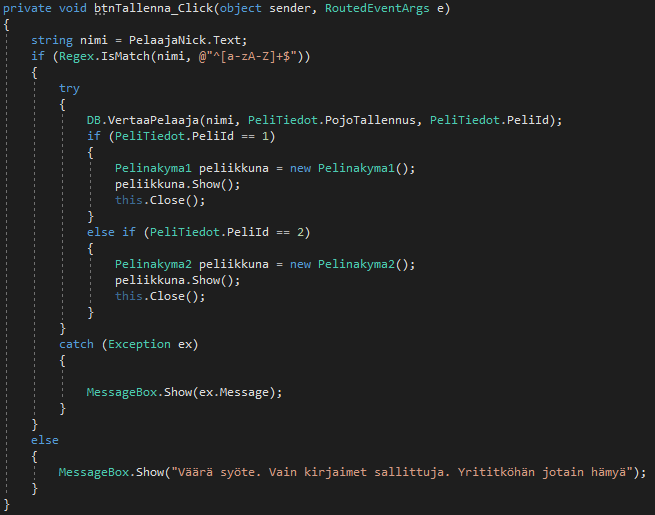 private void btnTallenna_Click(object sender, RoutedEventArgs e)
{
    string nimi = PelaajaNick.Text;
    if (Regex.IsMatch(nimi, @"^[a-zA-Z]+$"))
    {
        try
        {
            DB.VertaaPelaaja(nimi, PeliTiedot.PojoTallennus, PeliTiedot.PeliId);
            if (PeliTiedot.PeliId == 1)
            {
                Pelinakyma1 peliikkuna = new Pelinakyma1();
                peliikkuna.Show();
                this.Close();
            }
            else if (PeliTiedot.PeliId == 2)
            {
                Pelinakyma2 peliikkuna = new Pelinakyma2();
                peliikkuna.Show();
                this.Close();
            }
        }
        catch (Exception ex)
        {
            MessageBox.Show(ex.Message);
        }
    }
    else
    {
        MessageBox.Show("Väärä syöte. Vain kirjaimet sallittuja. Yrititköhän jotain hämyä");
    }
}